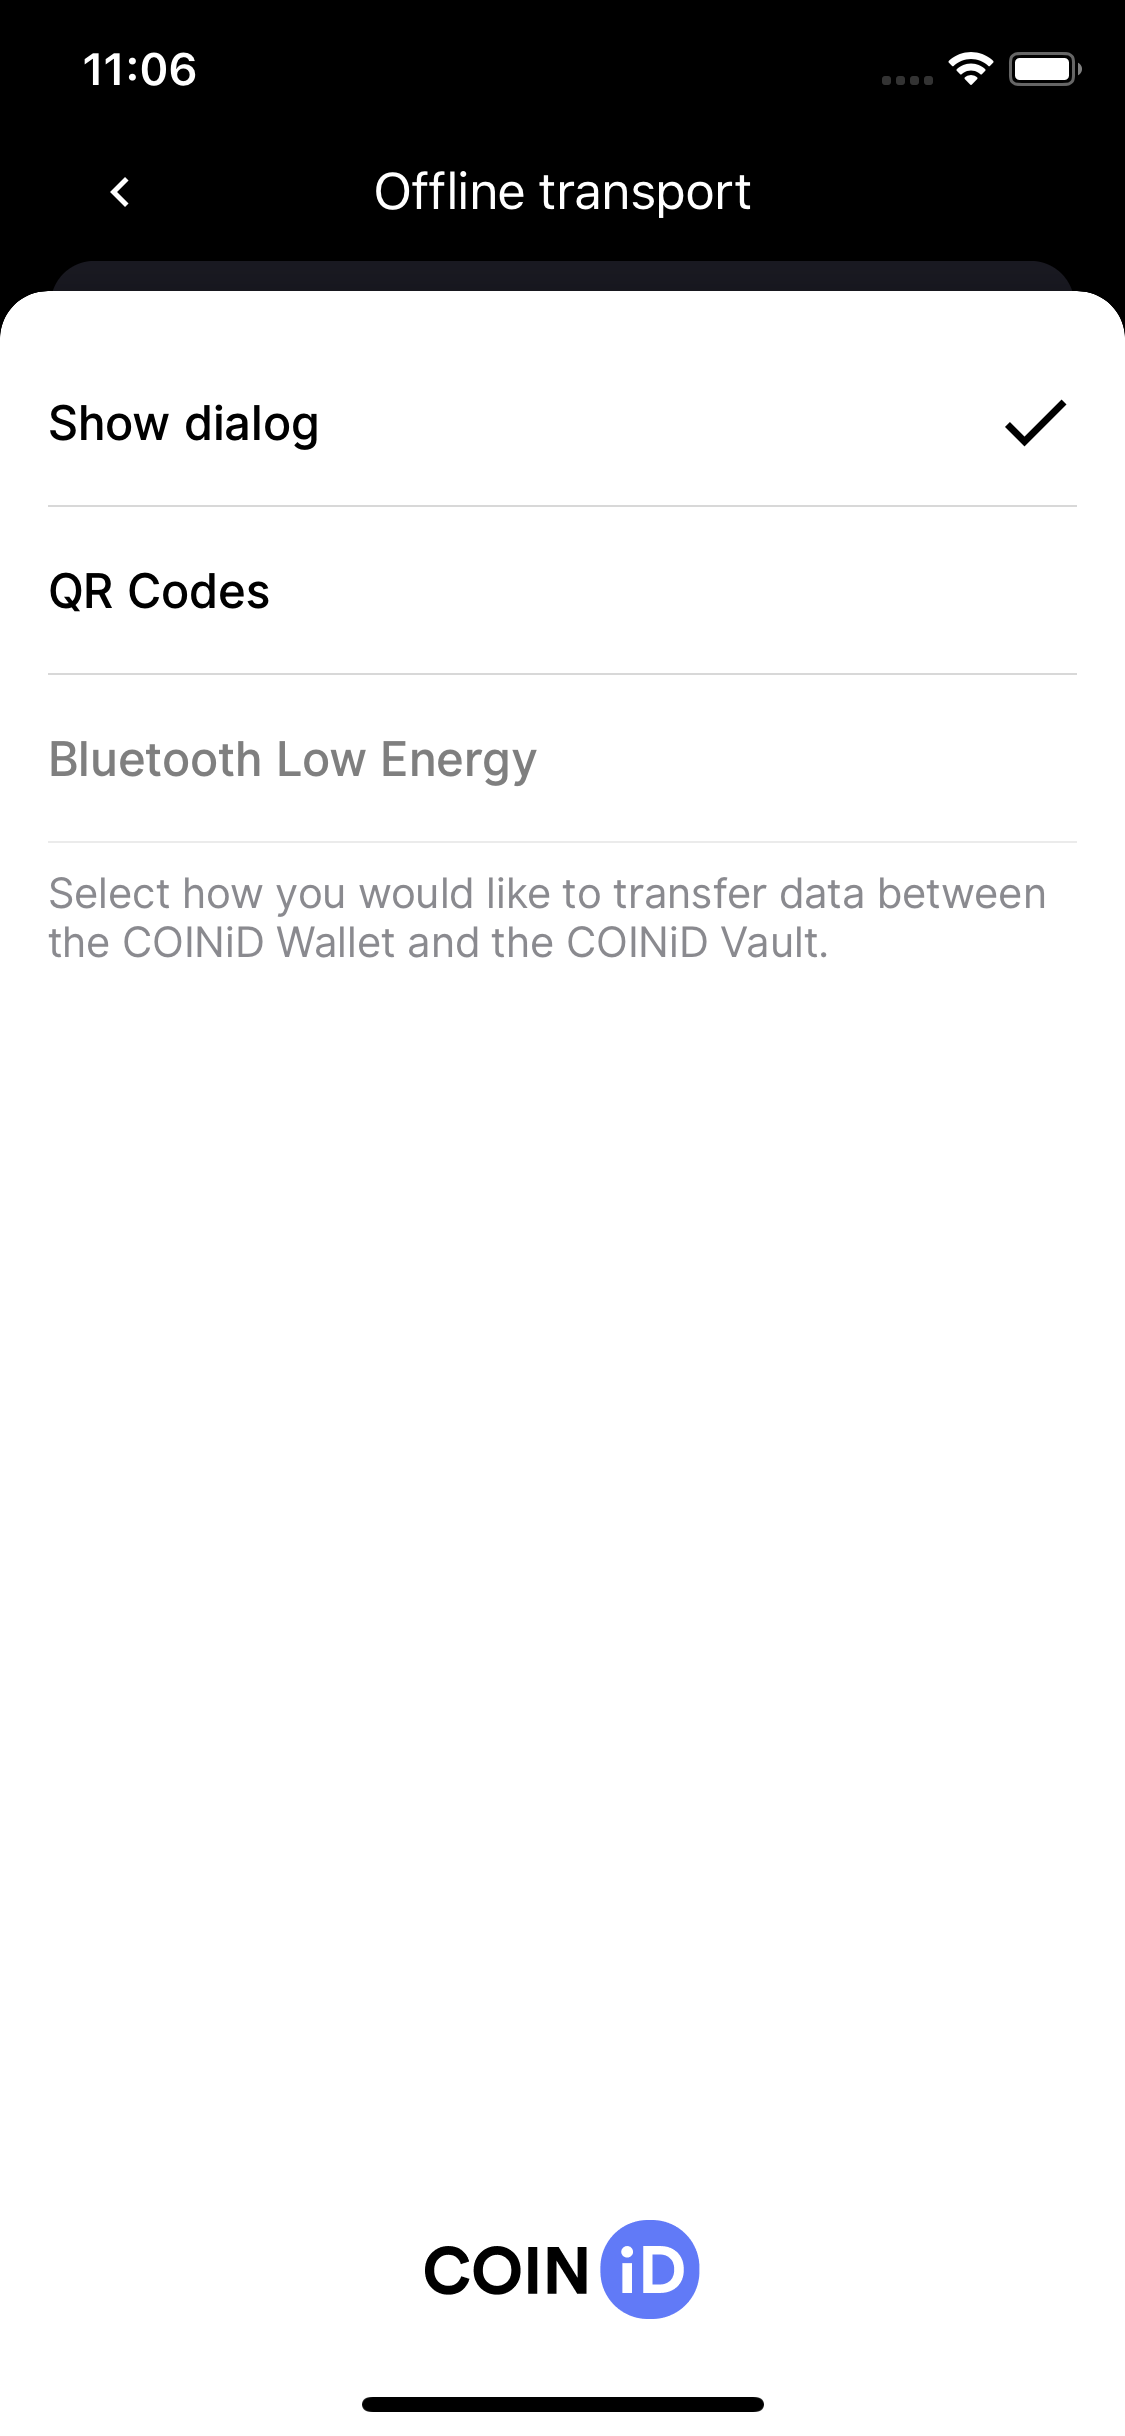 11:06
Offline transport
Show dialog
QR Codes
Bluetooth Low Energy
Select how you would like to transfer data between
the COINiD Wallet and the COINiD Vault.
COIN iD